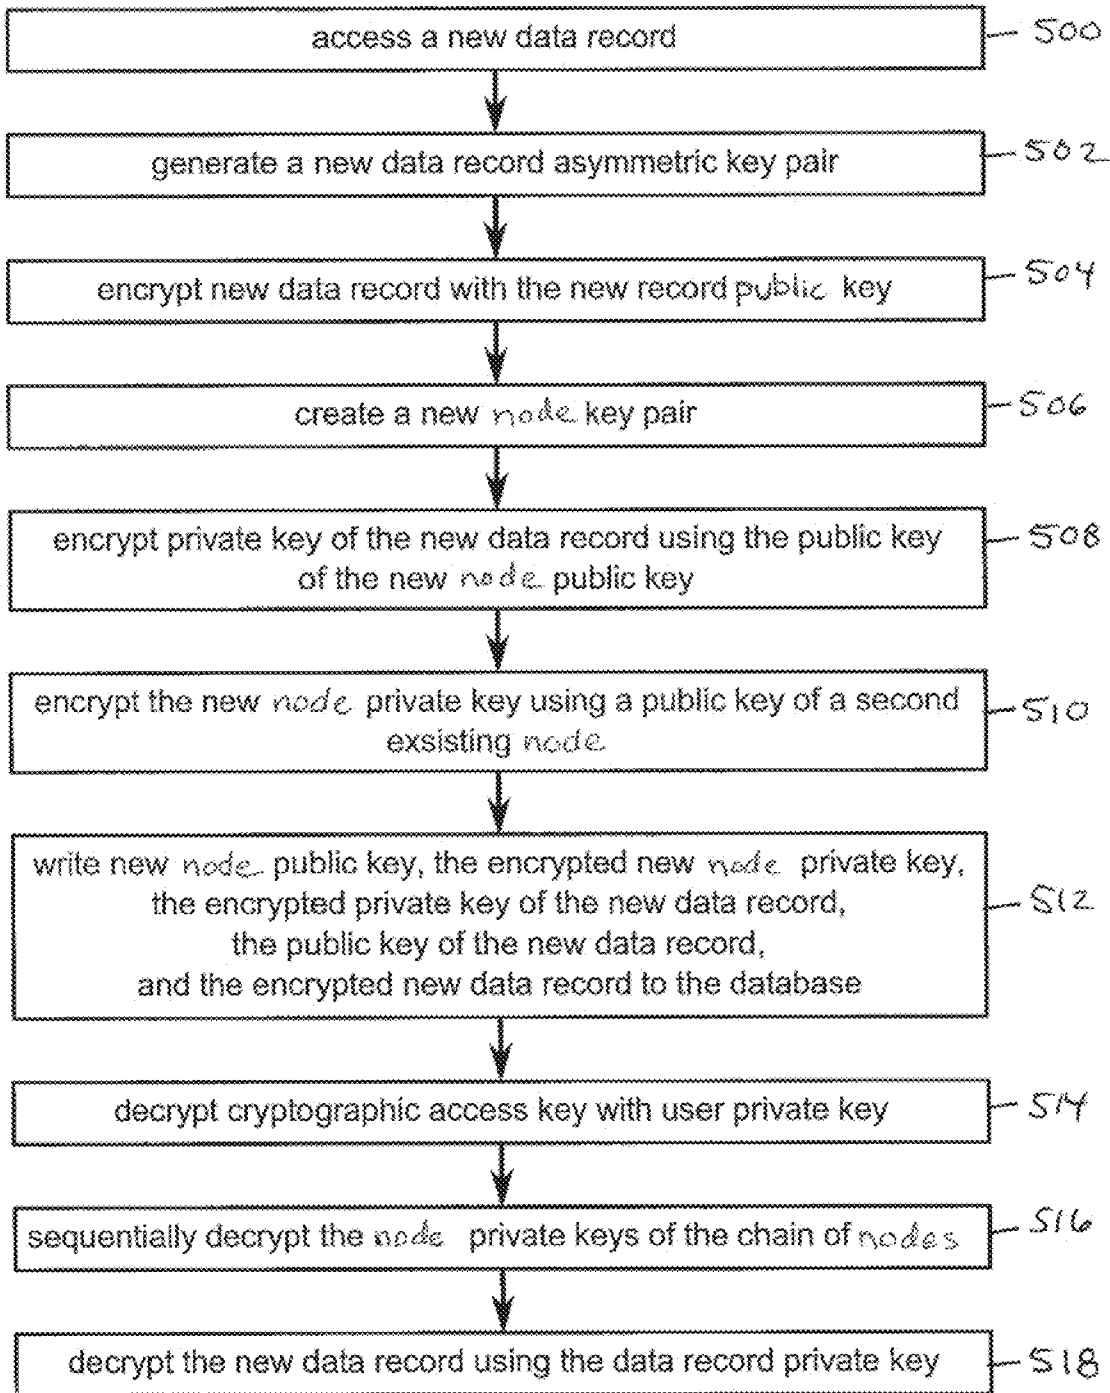 access a new data record
500
generate a new data record asymmetric key pair
502
encrypt new data record with the new record public key
504
create a new node key pair
506
encrypt private key of the new data record using the public key
of the new node public key
508
encrypt the new node private key using a public key of a second
exsisting node
510
write new node public key, the encrypted new node private key,
the encrypted private key of the new data record,
the public key of the new data record,
and the encrypted new data record to the database
512
decrypt cryptographic access key with user private key
514
sequentially decrypt the node private keys of the chain of nodes
516
decrypt the new data record using the data record private key
518